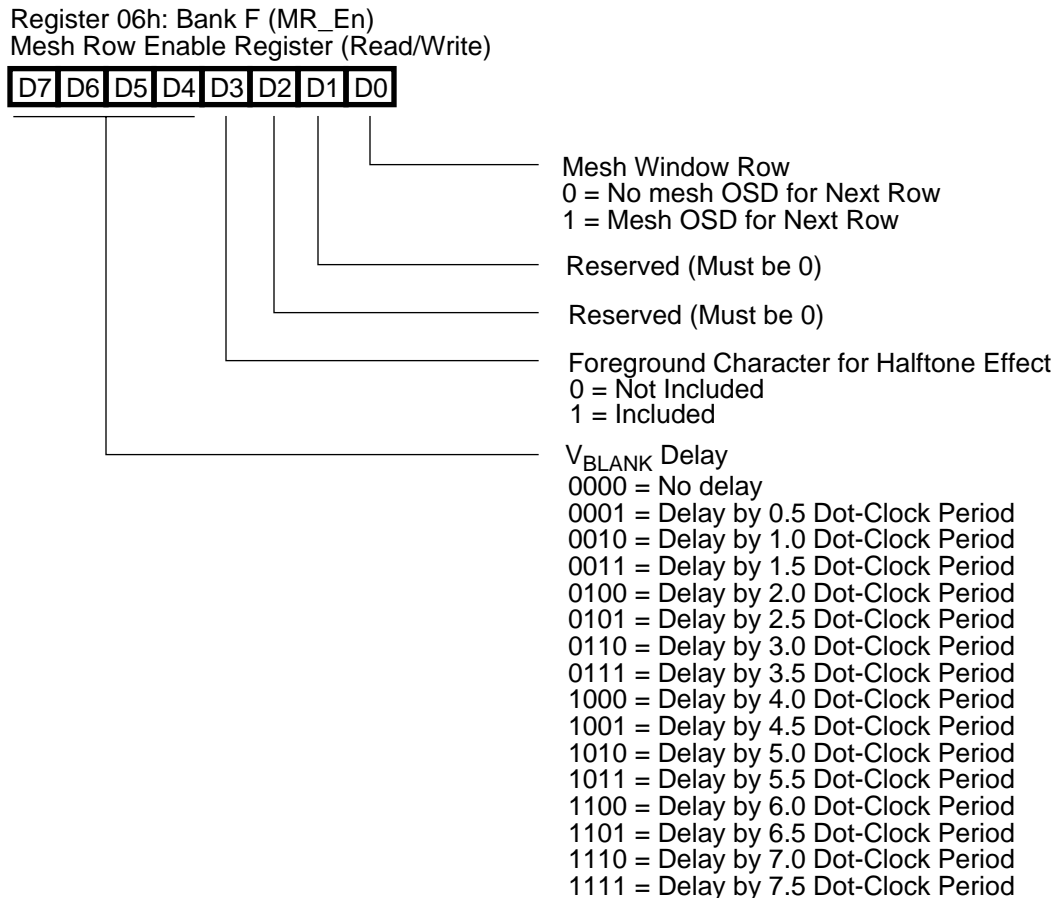 Register 06h: Bank F (MR_En)
Mesh Row Enable Register (Read/Write)
D7 D6 D5 D4 D3 D2 D1 D0
Mesh Window Row
0 = No mesh OSD for Next Row
1 = Mesh OSD for Next Row
Reserved (Must be 0)
Reserved (Must be 0)
Foreground Character for Halftone Effect
0 = Not Included
1 = Included
VBLANK Delay
0000 = No delay
0001 = Delay by 0.5 Dot-Clock Period
0010 = Delay by 1.0 Dot-Clock Period
0011 = Delay by 1.5 Dot-Clock Period
0100 = Delay by 2.0 Dot-Clock Period
0101 = Delay by 2.5 Dot-Clock Period
0110 = Delay by 3.0 Dot-Clock Period
0111 = Delay by 3.5 Dot-Clock Period
1000 = Delay by 4.0 Dot-Clock Period
1001 = Delay by 4.5 Dot-Clock Period
1010 = Delay by 5.0 Dot-Clock Period
1011 = Delay by 5.5 Dot-Clock Period
1100 = Delay by 6.0 Dot-Clock Period
1101 = Delay by 6.5 Dot-Clock Period
1110 = Delay by 7.0 Dot-Clock Period
1111 = Delay by 7.5 Dot-Clock Period